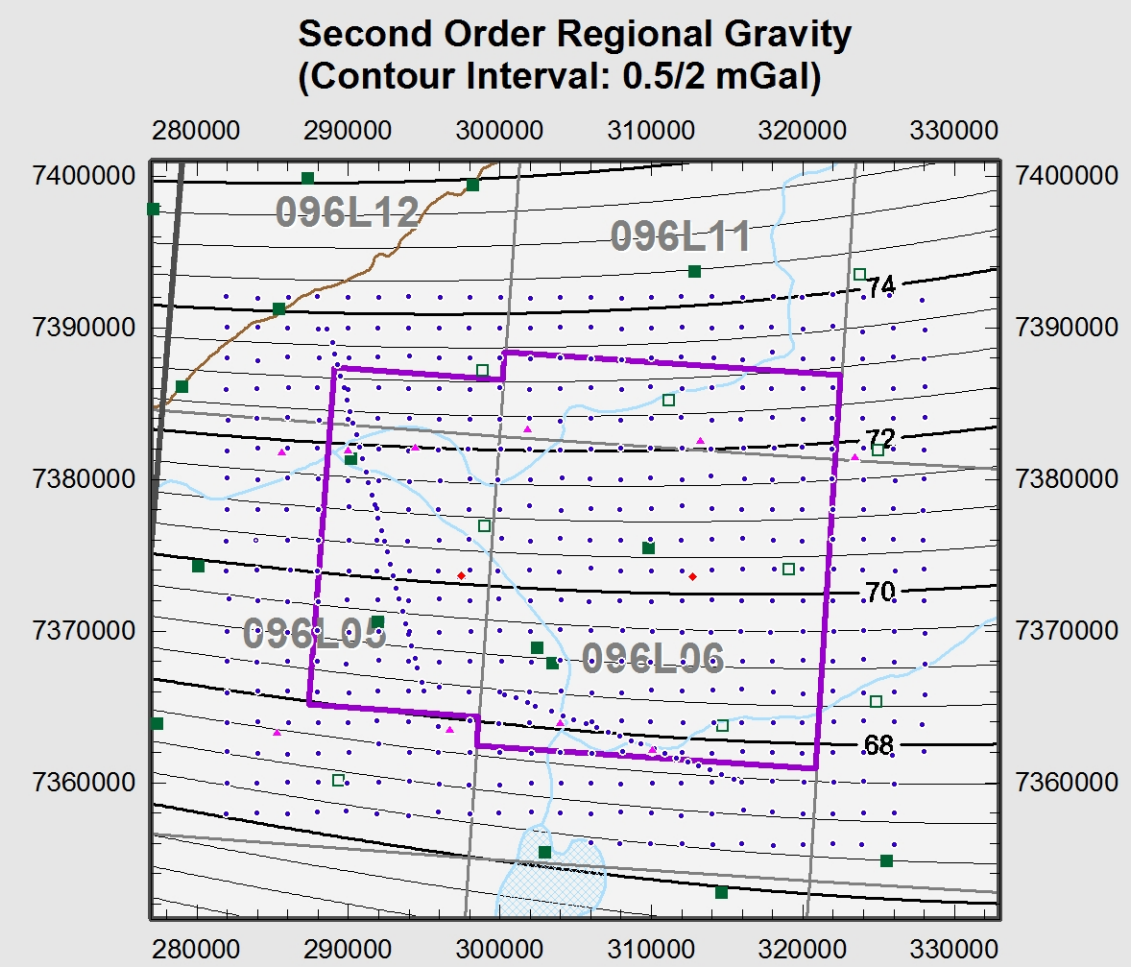 Second Order Regional Gravity
(Contour Interval: 0.5/2 mGal)
280000 290000 300000 310000 320000 330000
7400000 7400000
096L12
096L11
74
7390000 7390000
72
7380000 7380000
70
7370000 7370000
096L05
096L06
68
7360000 7360000
280000 290000 300000 310000 320000 330000